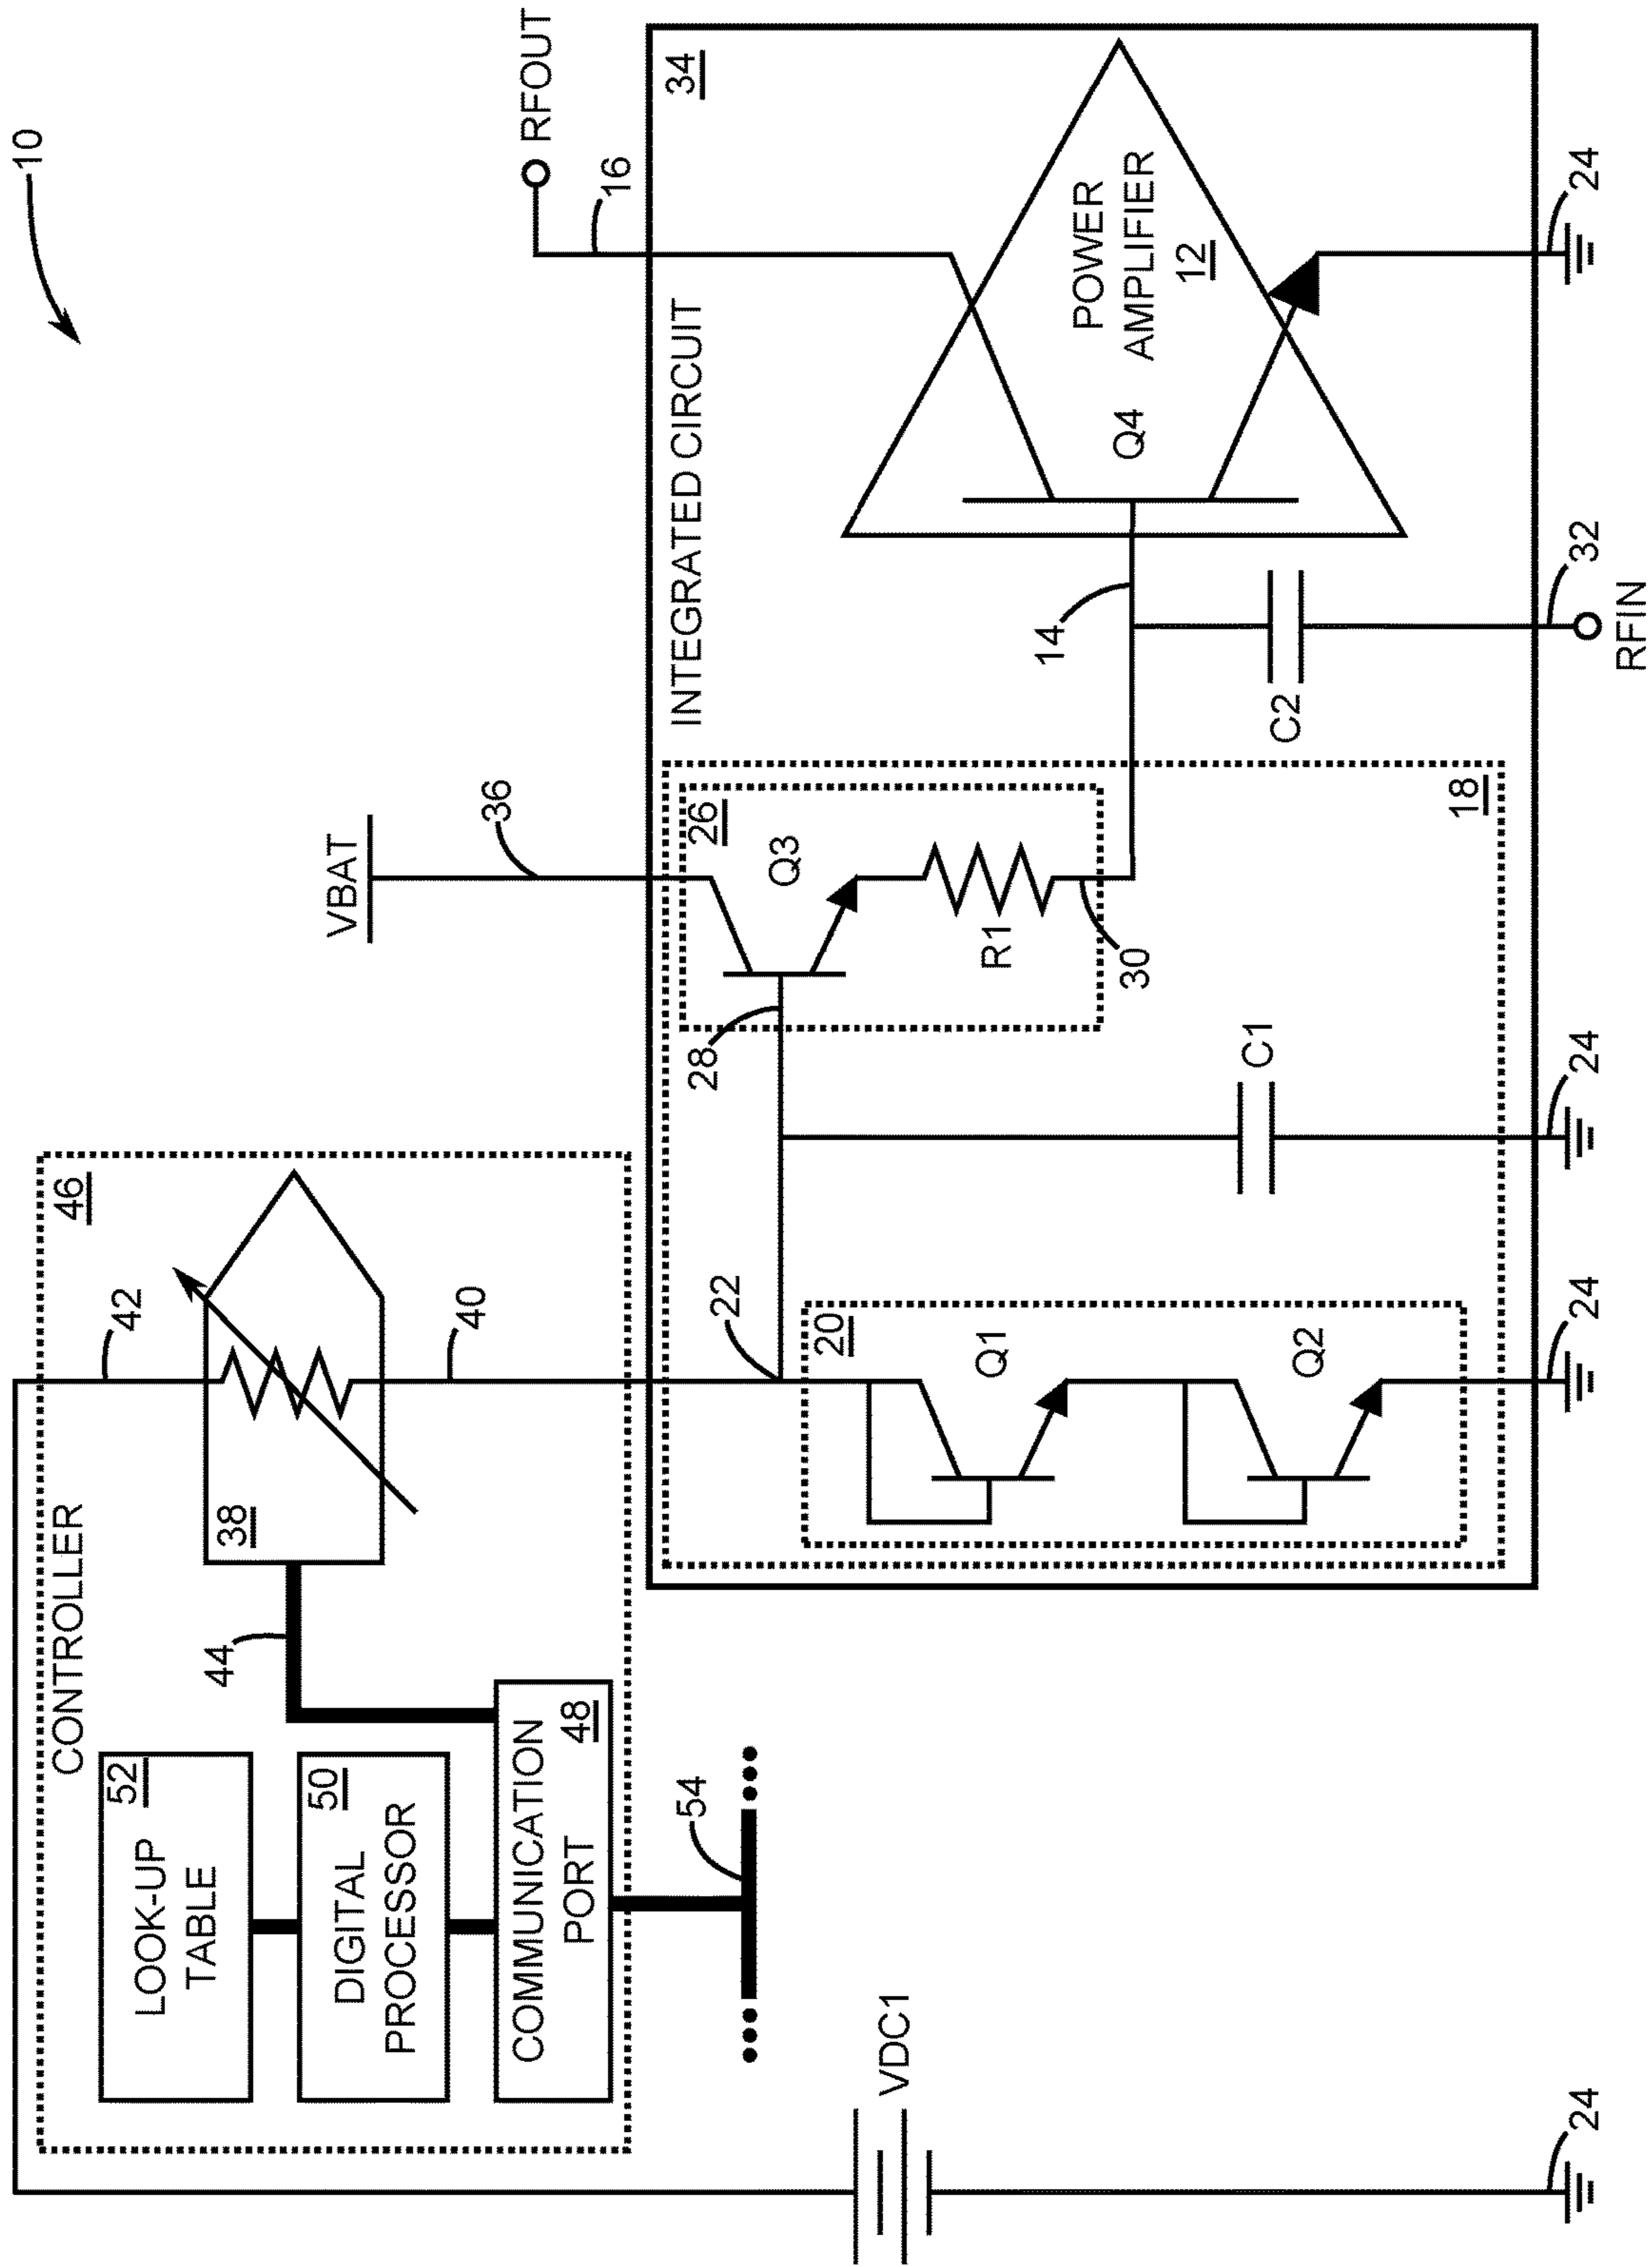 10
CONTROLLER
46
LOOK-UP
TABLE
52
DIGITAL
PROCESSOR
50
COMMUNICATION
PORT
48
44
38
42
40
54
VDC1
24
VBAT
36
RFOUT
16
INTEGRATED CIRCUIT
34
22
20
Q1
Q2
24
28
26
Q3
R1
30
C1
24
18
14
C2
32
RFIN
Q4
POWER
AMPLIFIER
12
24